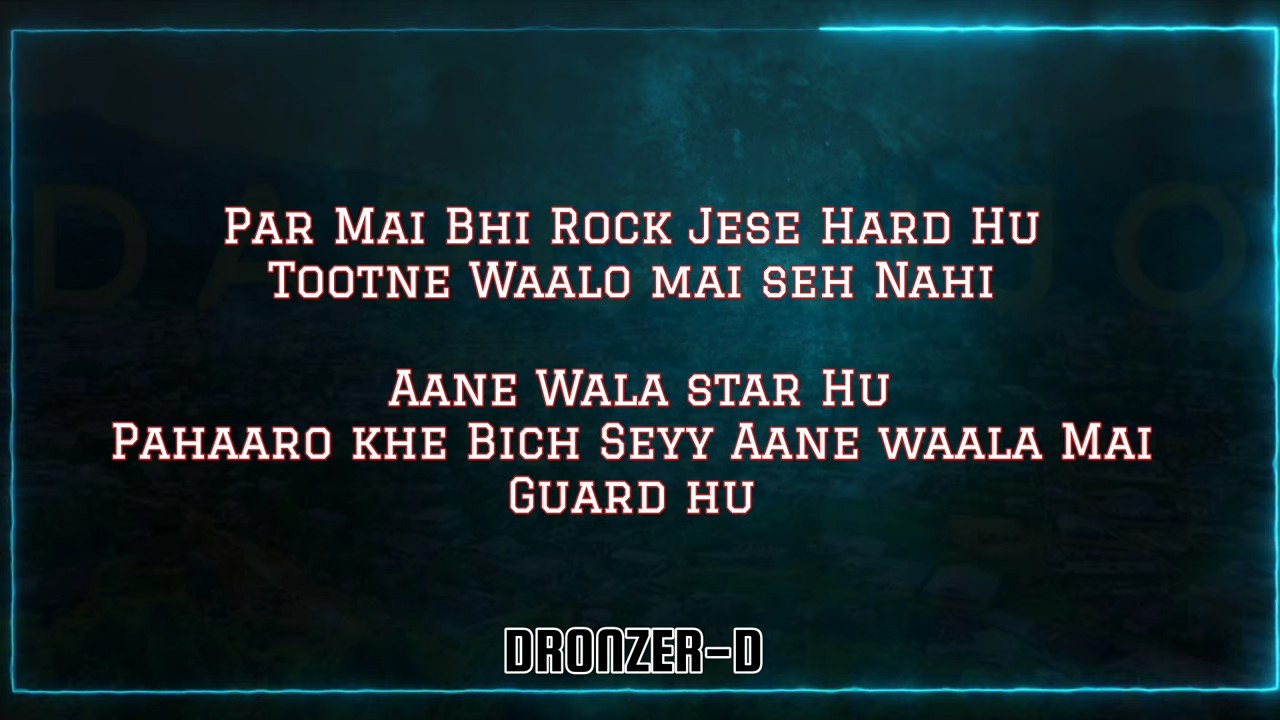 Par Mai Bhi Rock Jese Hard Hu
Tootne Waalo mai seh Nahi
Aane Wala star Hu
Pahaaro khe Bich Seyy Aane waala Mai
Guard hu
DRONZER-D